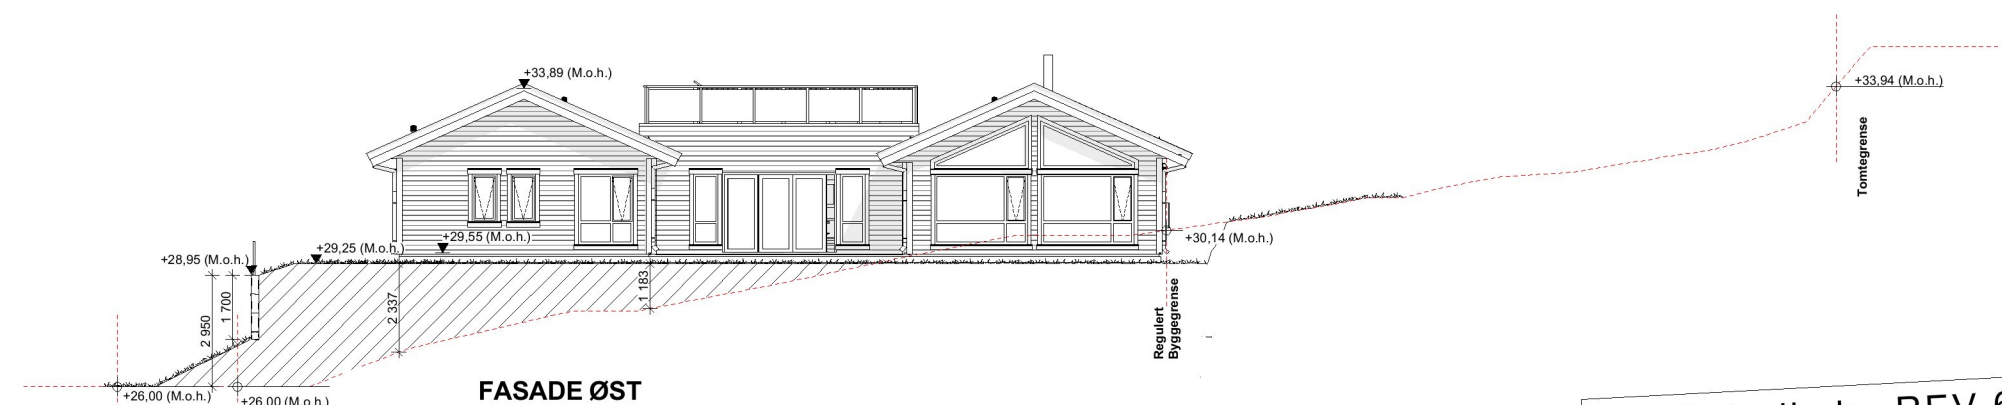 +33,89 (M.o.h.)
+33,94 (M.o.h.)
Tomtegrense
+29,55 (M.o.h.)
+30,14 (M.o.h.)
+29,25 (M.o.h.)
+28,95 (M.o.h.)
1 183
2 337
1 700
2 950
Regulert
Byggegrense
FASADE ØST
+26,00 (M.o.h.)
+26,00 (M.o.h.)
REV